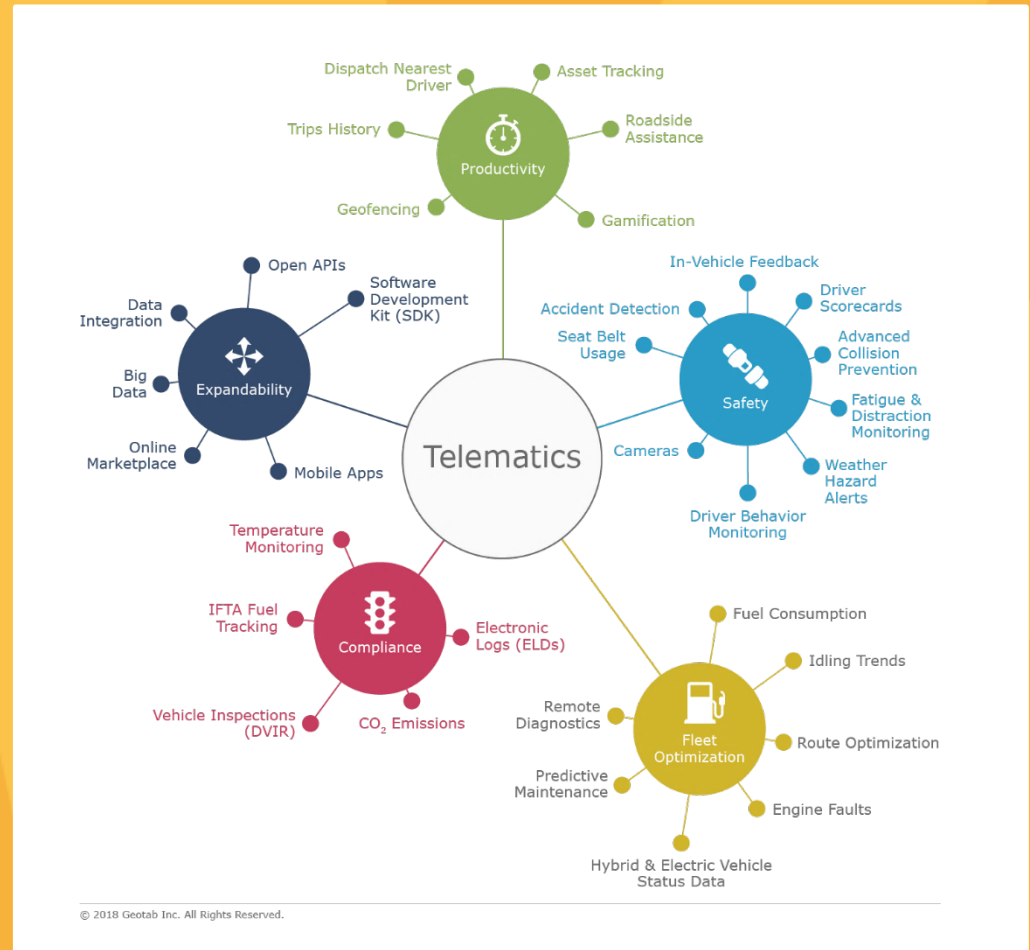 Dispatch Nearest
Driver
Asset Tracking
Trips History
Roadside
Assistance
Productivity
Geofencing
Gamification
Open APIs
Software
Development
Kit (SDK)
Data
Integration
Big
Data
Expandability
Online
Marketplace
Mobile Apps
In-Vehicle Feedback
Accident Detection
Driver
Scorecards
Seat Belt
Usage
Advanced
Collision
Prevention
Safety
Fatigue &
Distraction
Monitoring
Cameras
Weather
Hazard
Alerts
Driver Behavior
Monitoring
Telematics
Temperature
Monitoring
IFTA Fuel
Tracking
Compliance
Electronic
Logs (ELDs)
Vehicle Inspections
(DVIR)
CO₂ Emissions
Fuel Consumption
Idling Trends
Remote
Diagnostics
Fleet
Optimization
Route Optimization
Predictive
Maintenance
Engine Faults
Hybrid & Electric Vehicle
Status Data
© 2018 Geotab Inc. All Rights Reserved.